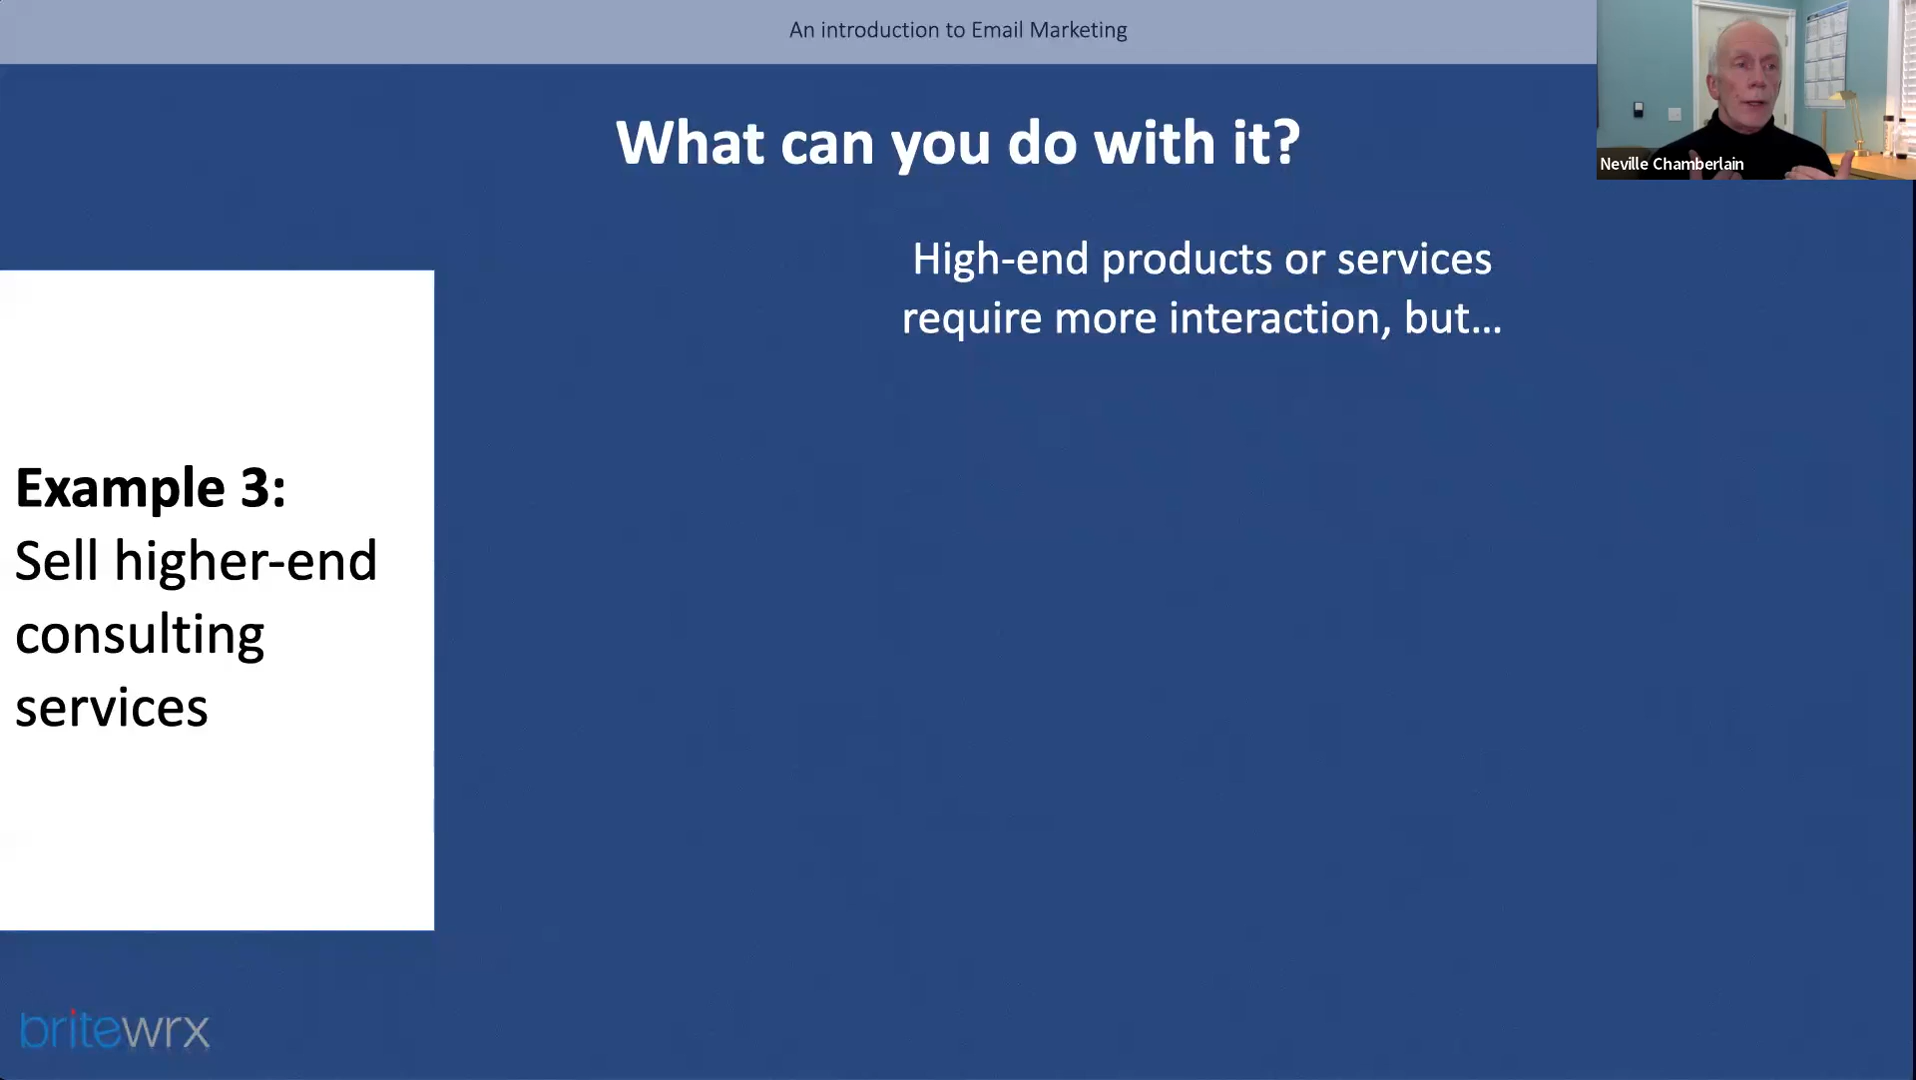 An introduction to Email Marketing
Neville Chamberlain
What can you do with it?
High-end products or services
require more interaction, but...
Example 3:
Sell higher-end
consulting
services
britewrx